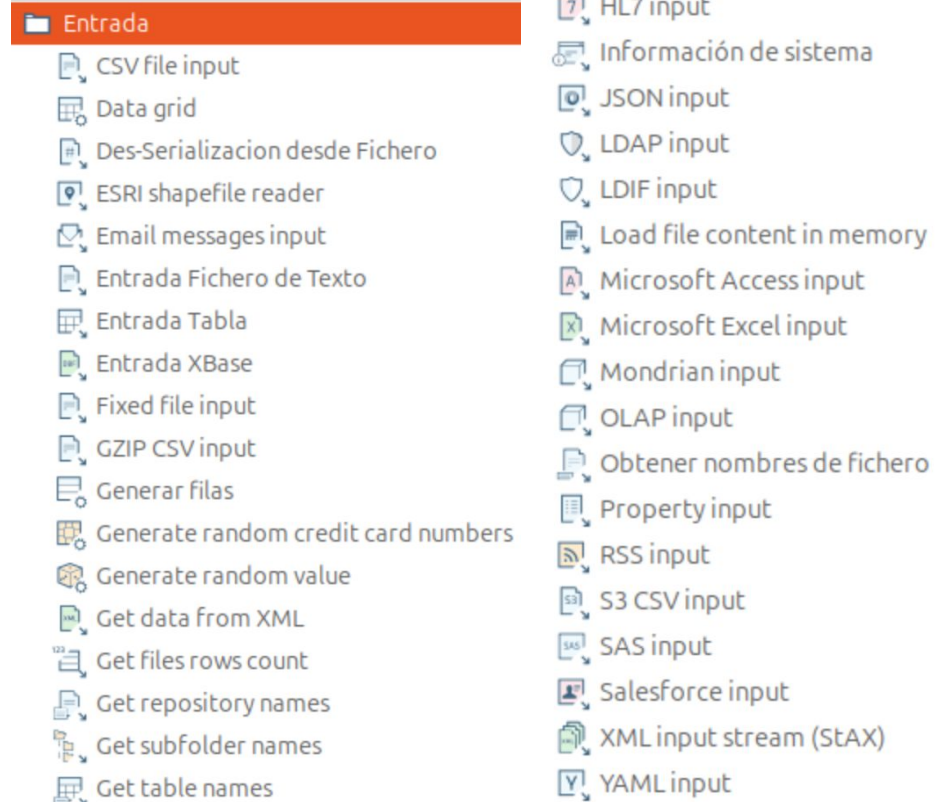 Entrada
CSV file input
Data grid
Des-Serializacion desde Fichero
ESRI shapefile reader
Email messages input
Entrada Fichero de Texto
Entrada Tabla
Entrada XBase
Fixed file input
GZIP CSV input
Generar filas
Generate random credit card numbers
Generate random value
Get data from XML
Get files rows count
Get repository names
Get subfolder names
Get table names
HL7 input
Información de sistema
JSON input
LDAP input
LDIF input
Load file content in memory
Microsoft Access input
Microsoft Excel input
Mondrian input
OLAP input
Obtener nombres de fichero
Property input
RSS input
S3 CSV input
SAS input
Salesforce input
XML input stream (StAX)
YAML input